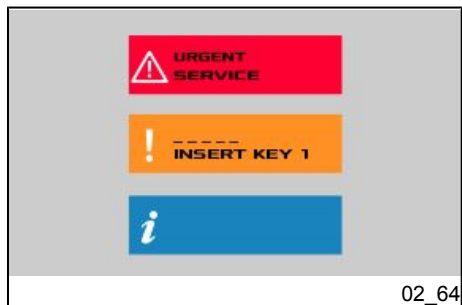 URGENT
SERVICE
! _ _ _ _ _
INSERT KEY 1
i
02_64